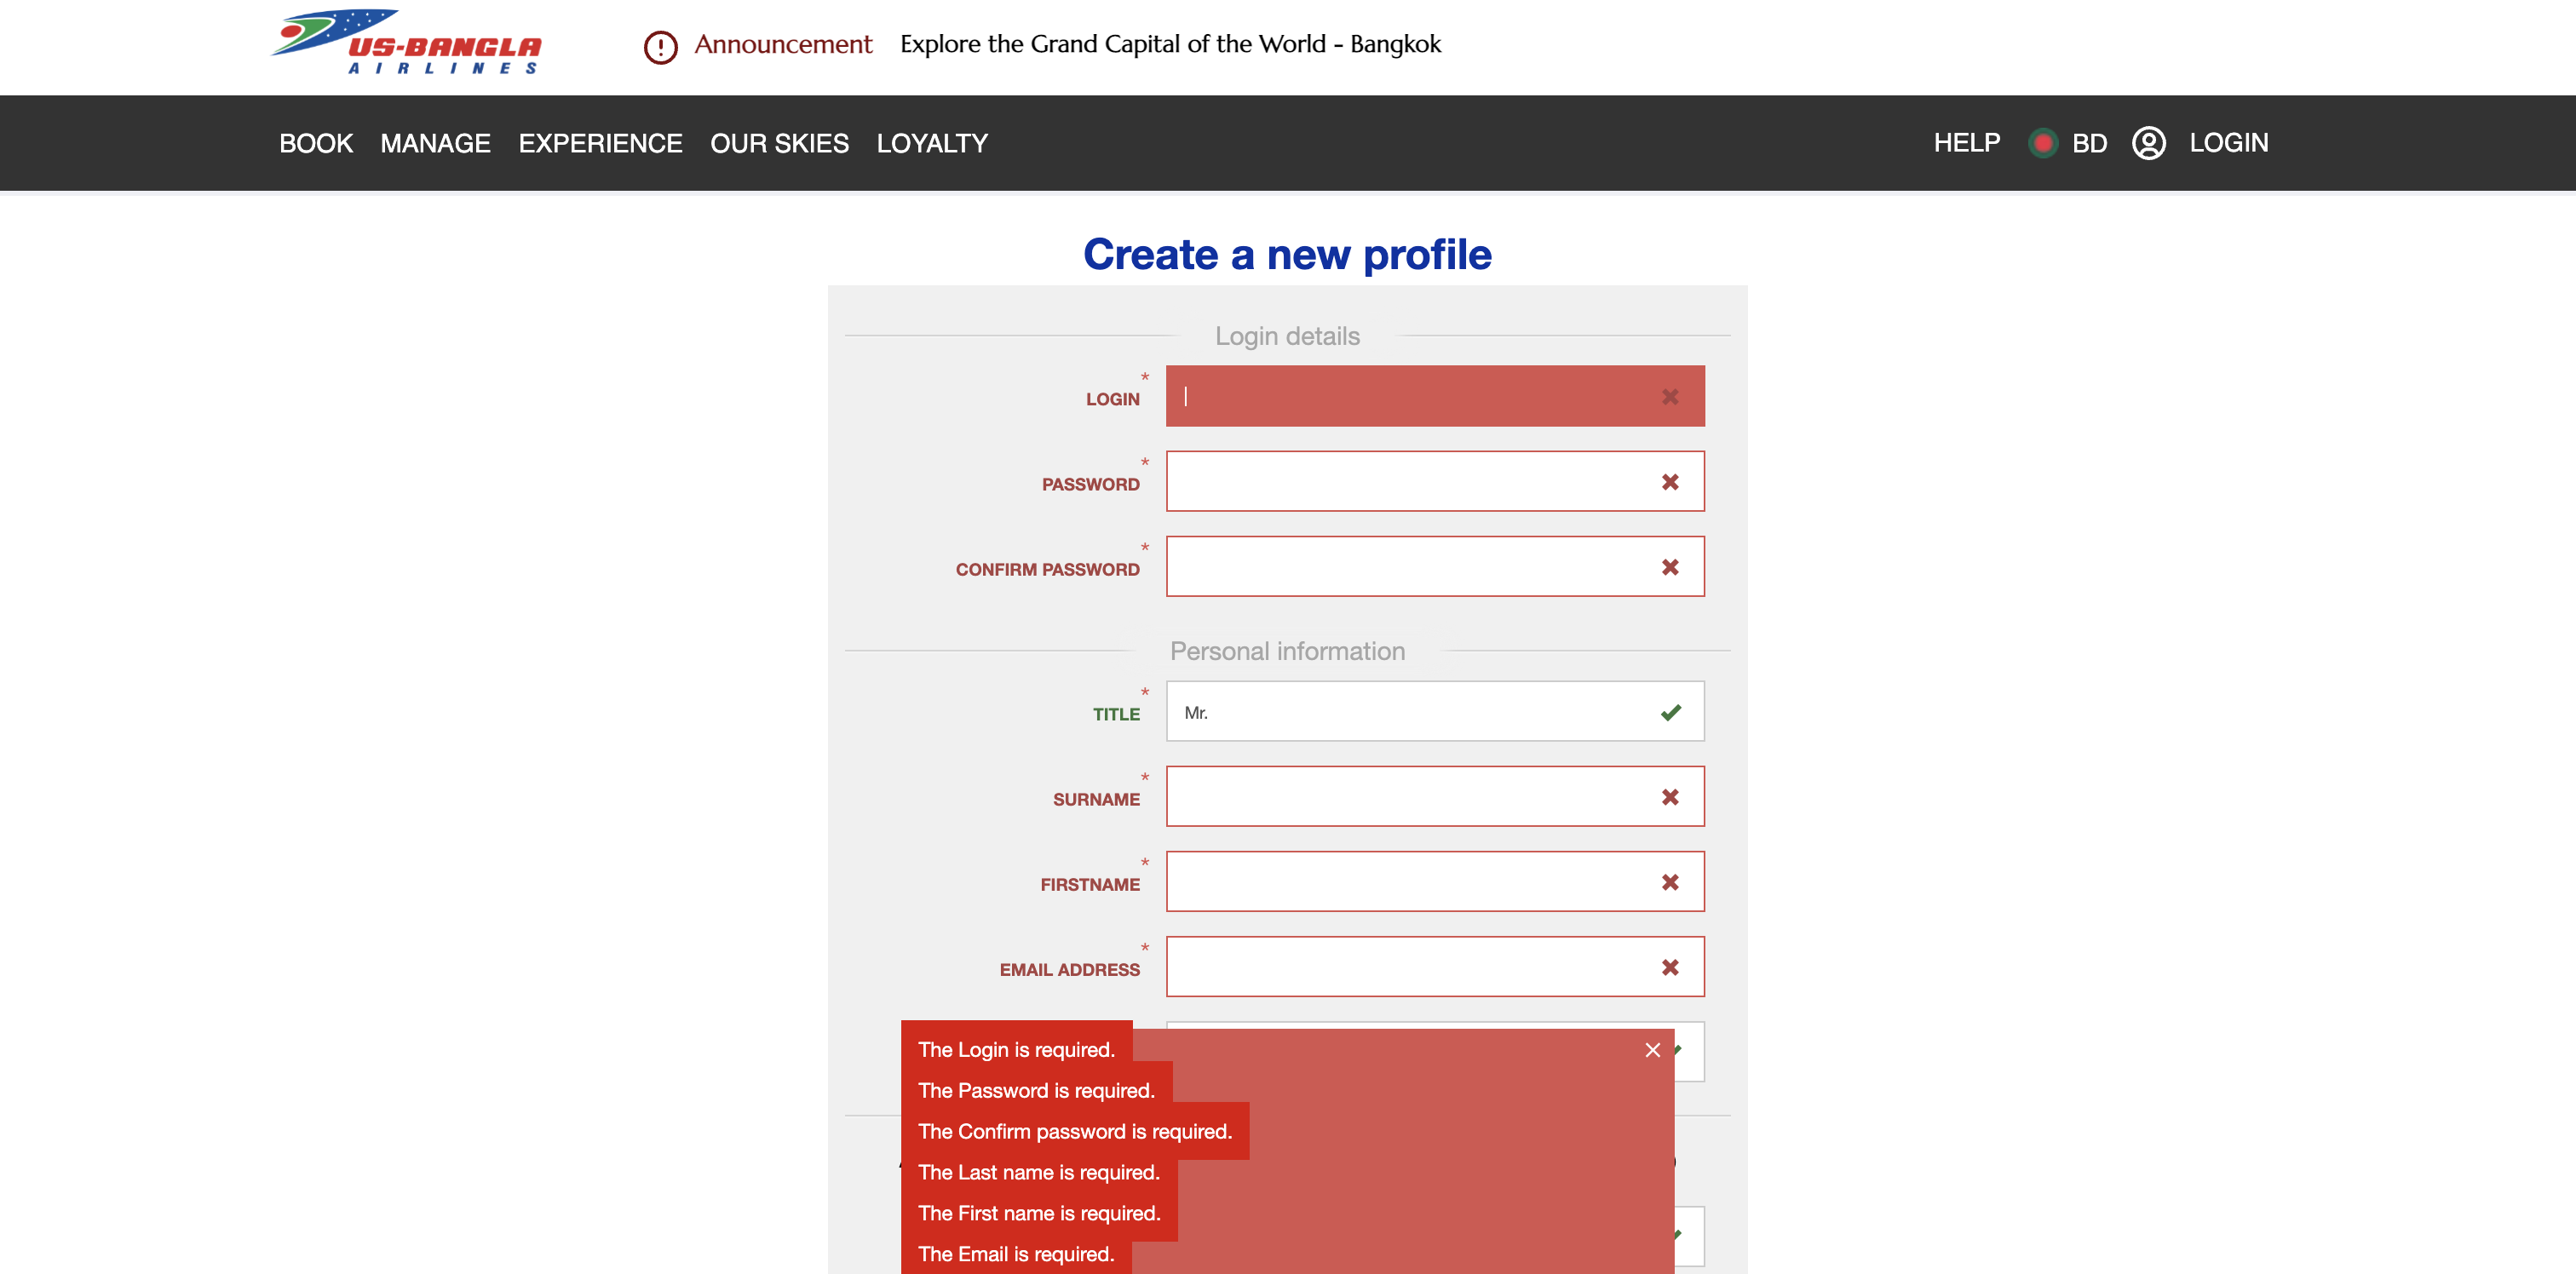 US-BANGLA
AIRLINES
Announcement Explore the Grand Capital of the World - Bangkok
BOOK MANAGE EXPERIENCE OUR SKIES LOYALTY HELP BD LOGIN
Create a new profile
Login details
* LOGIN
* PASSWORD
* CONFIRM PASSWORD
Personal information
* TITLE Mr.
* SURNAME
* FIRSTNAME
* EMAIL ADDRESS
The Login is required.
The Password is required.
The Confirm password is required.
The Last name is required.
The First name is required.
The Email is required.